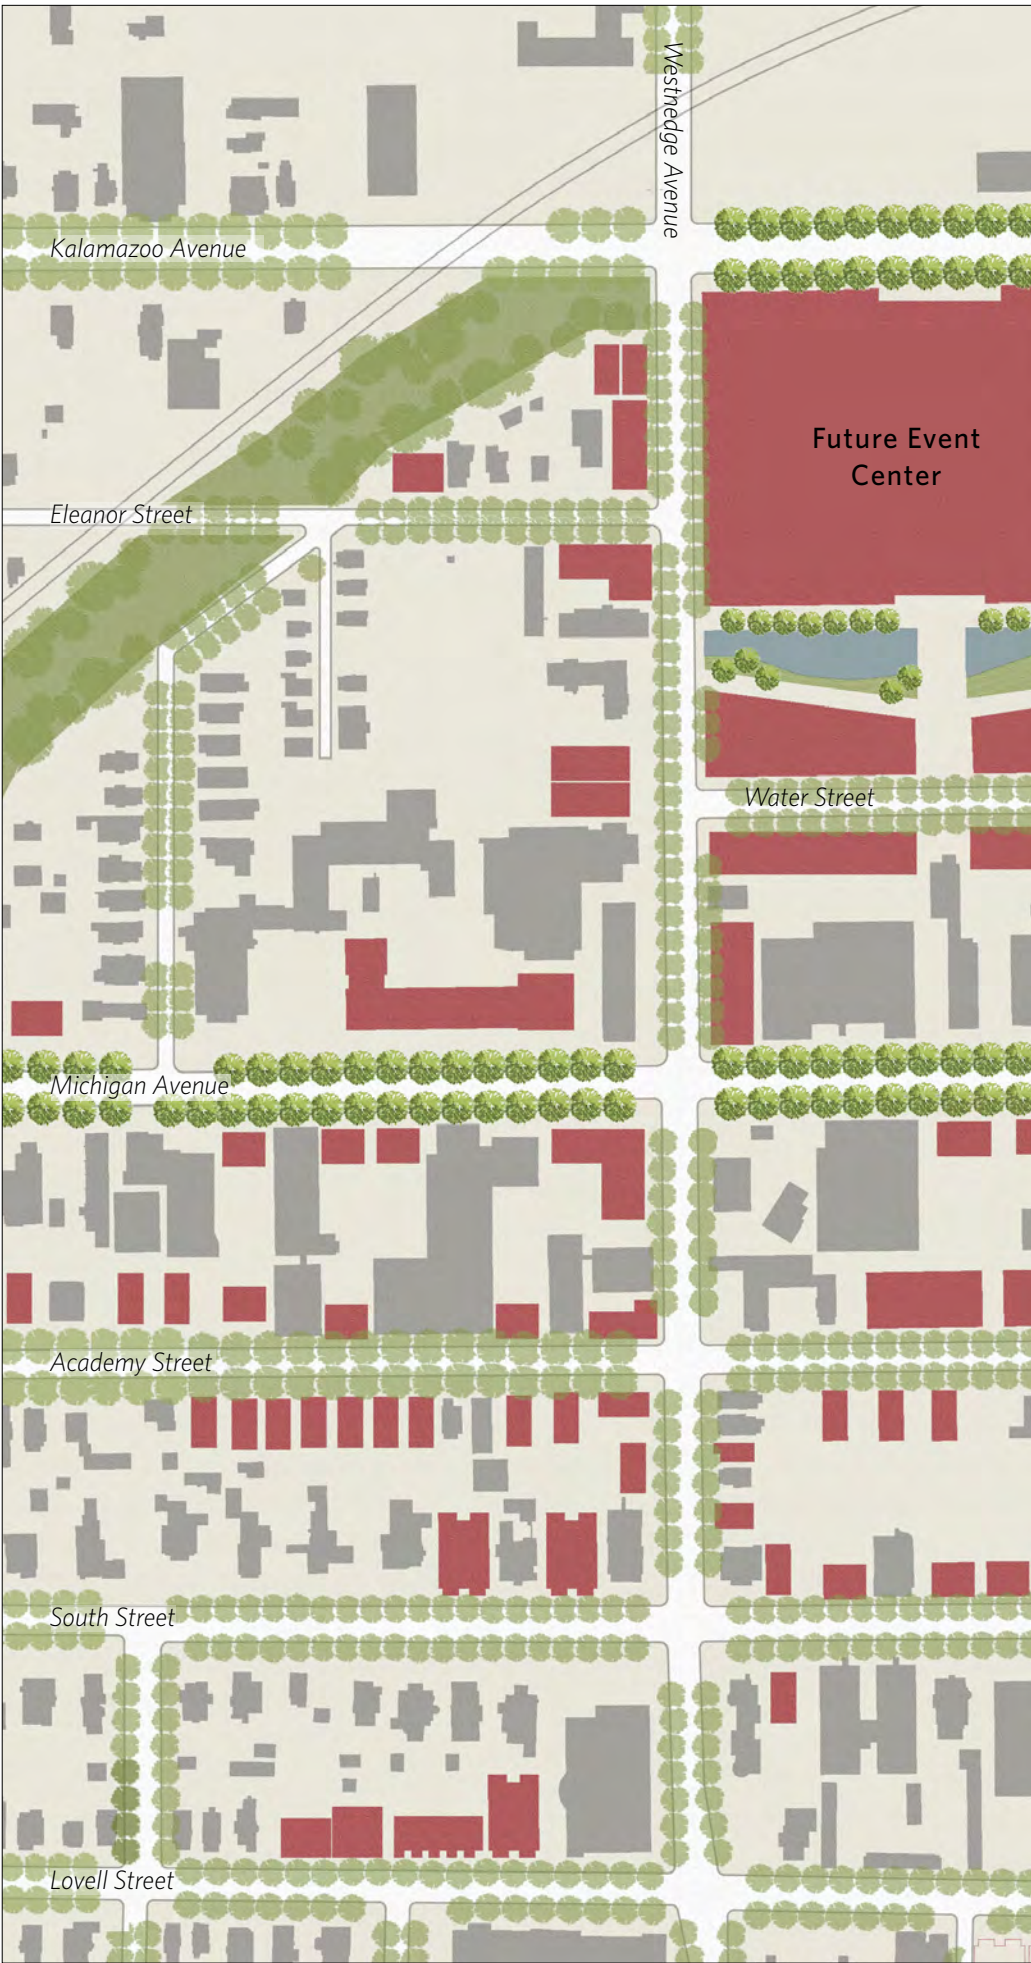 Westnedge Avenue
Kalamazoo Avenue
Future Event
Center
Eleanor Street
Water Street
Michigan Avenue
Academy Street
South Street
Lovell Street